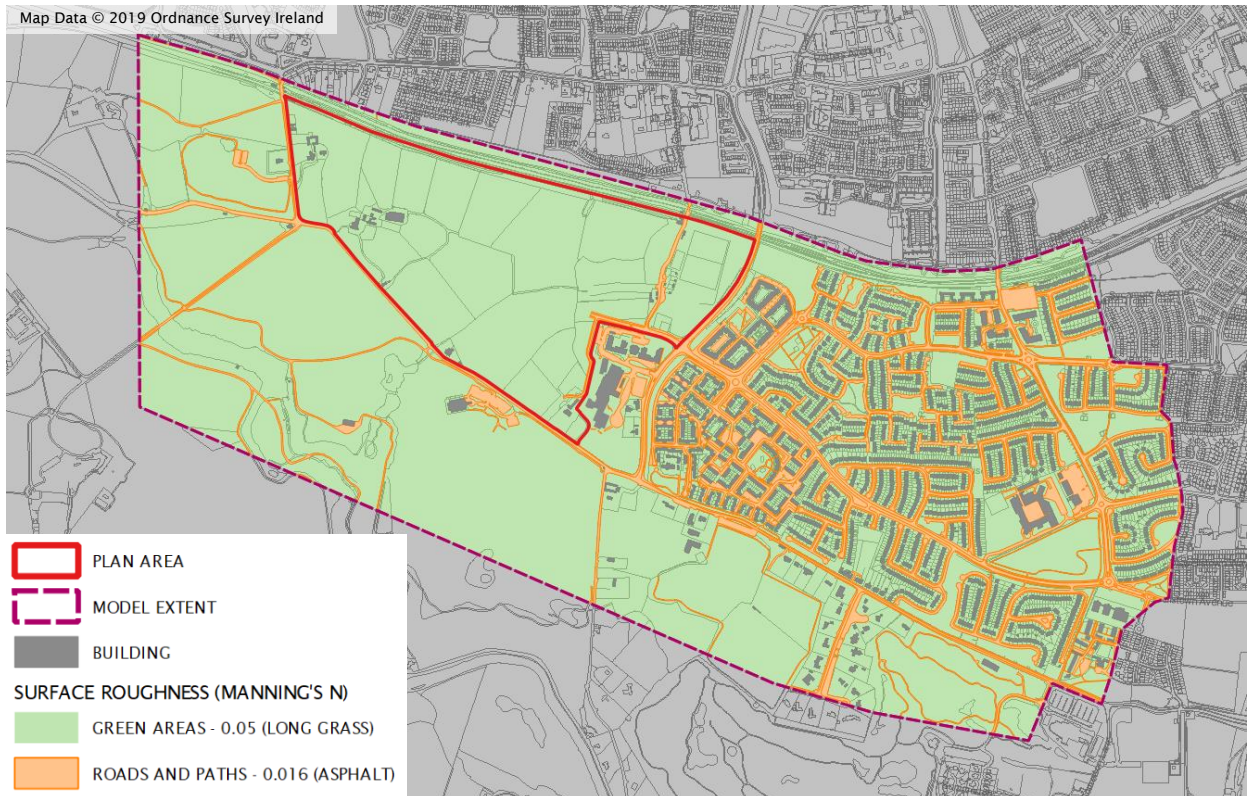 Map Data © 2019 Ordnance Survey Ireland
PLAN AREA
MODEL EXTENT
BUILDING
SURFACE ROUGHNESS (MANNING'S N)
GREEN AREAS - 0.05 (LONG GRASS)
ROADS AND PATHS - 0.016 (ASPHALT)